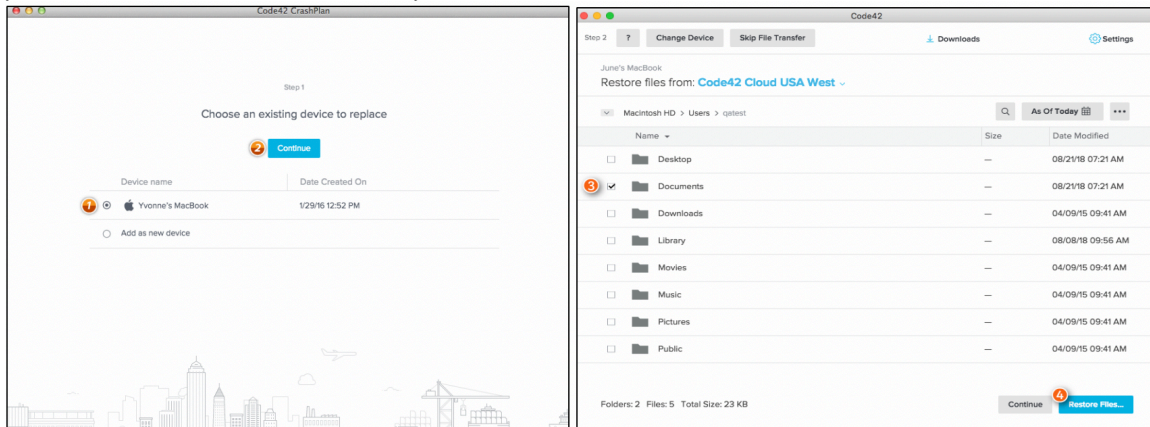 Code42 CrashPlan
Step 1
Choose an existing device to replace
2 Continue
Device name Date Created On
1 Yvonne's MacBook 1/29/16 12:52 PM
Add as new device
Code42
Step 2 ? Change Device Skip File Transfer Downloads Settings
June's MacBook
Restore files from: Code42 Cloud USA West
Macintosh HD > Users > qatest As Of Today ...
Name Size Date Modified
Desktop — 08/21/18 07:21 AM
3 Documents — 08/21/18 07:21 AM
Downloads — 04/09/15 09:41 AM
Library — 08/08/18 09:56 AM
Movies — 04/09/15 09:41 AM
Music — 04/09/15 09:41 AM
Pictures — 04/09/15 09:41 AM
Public — 04/09/15 09:41 AM
4
Folders: 2 Files: 5 Total Size: 23 KB Continue Restore Files...